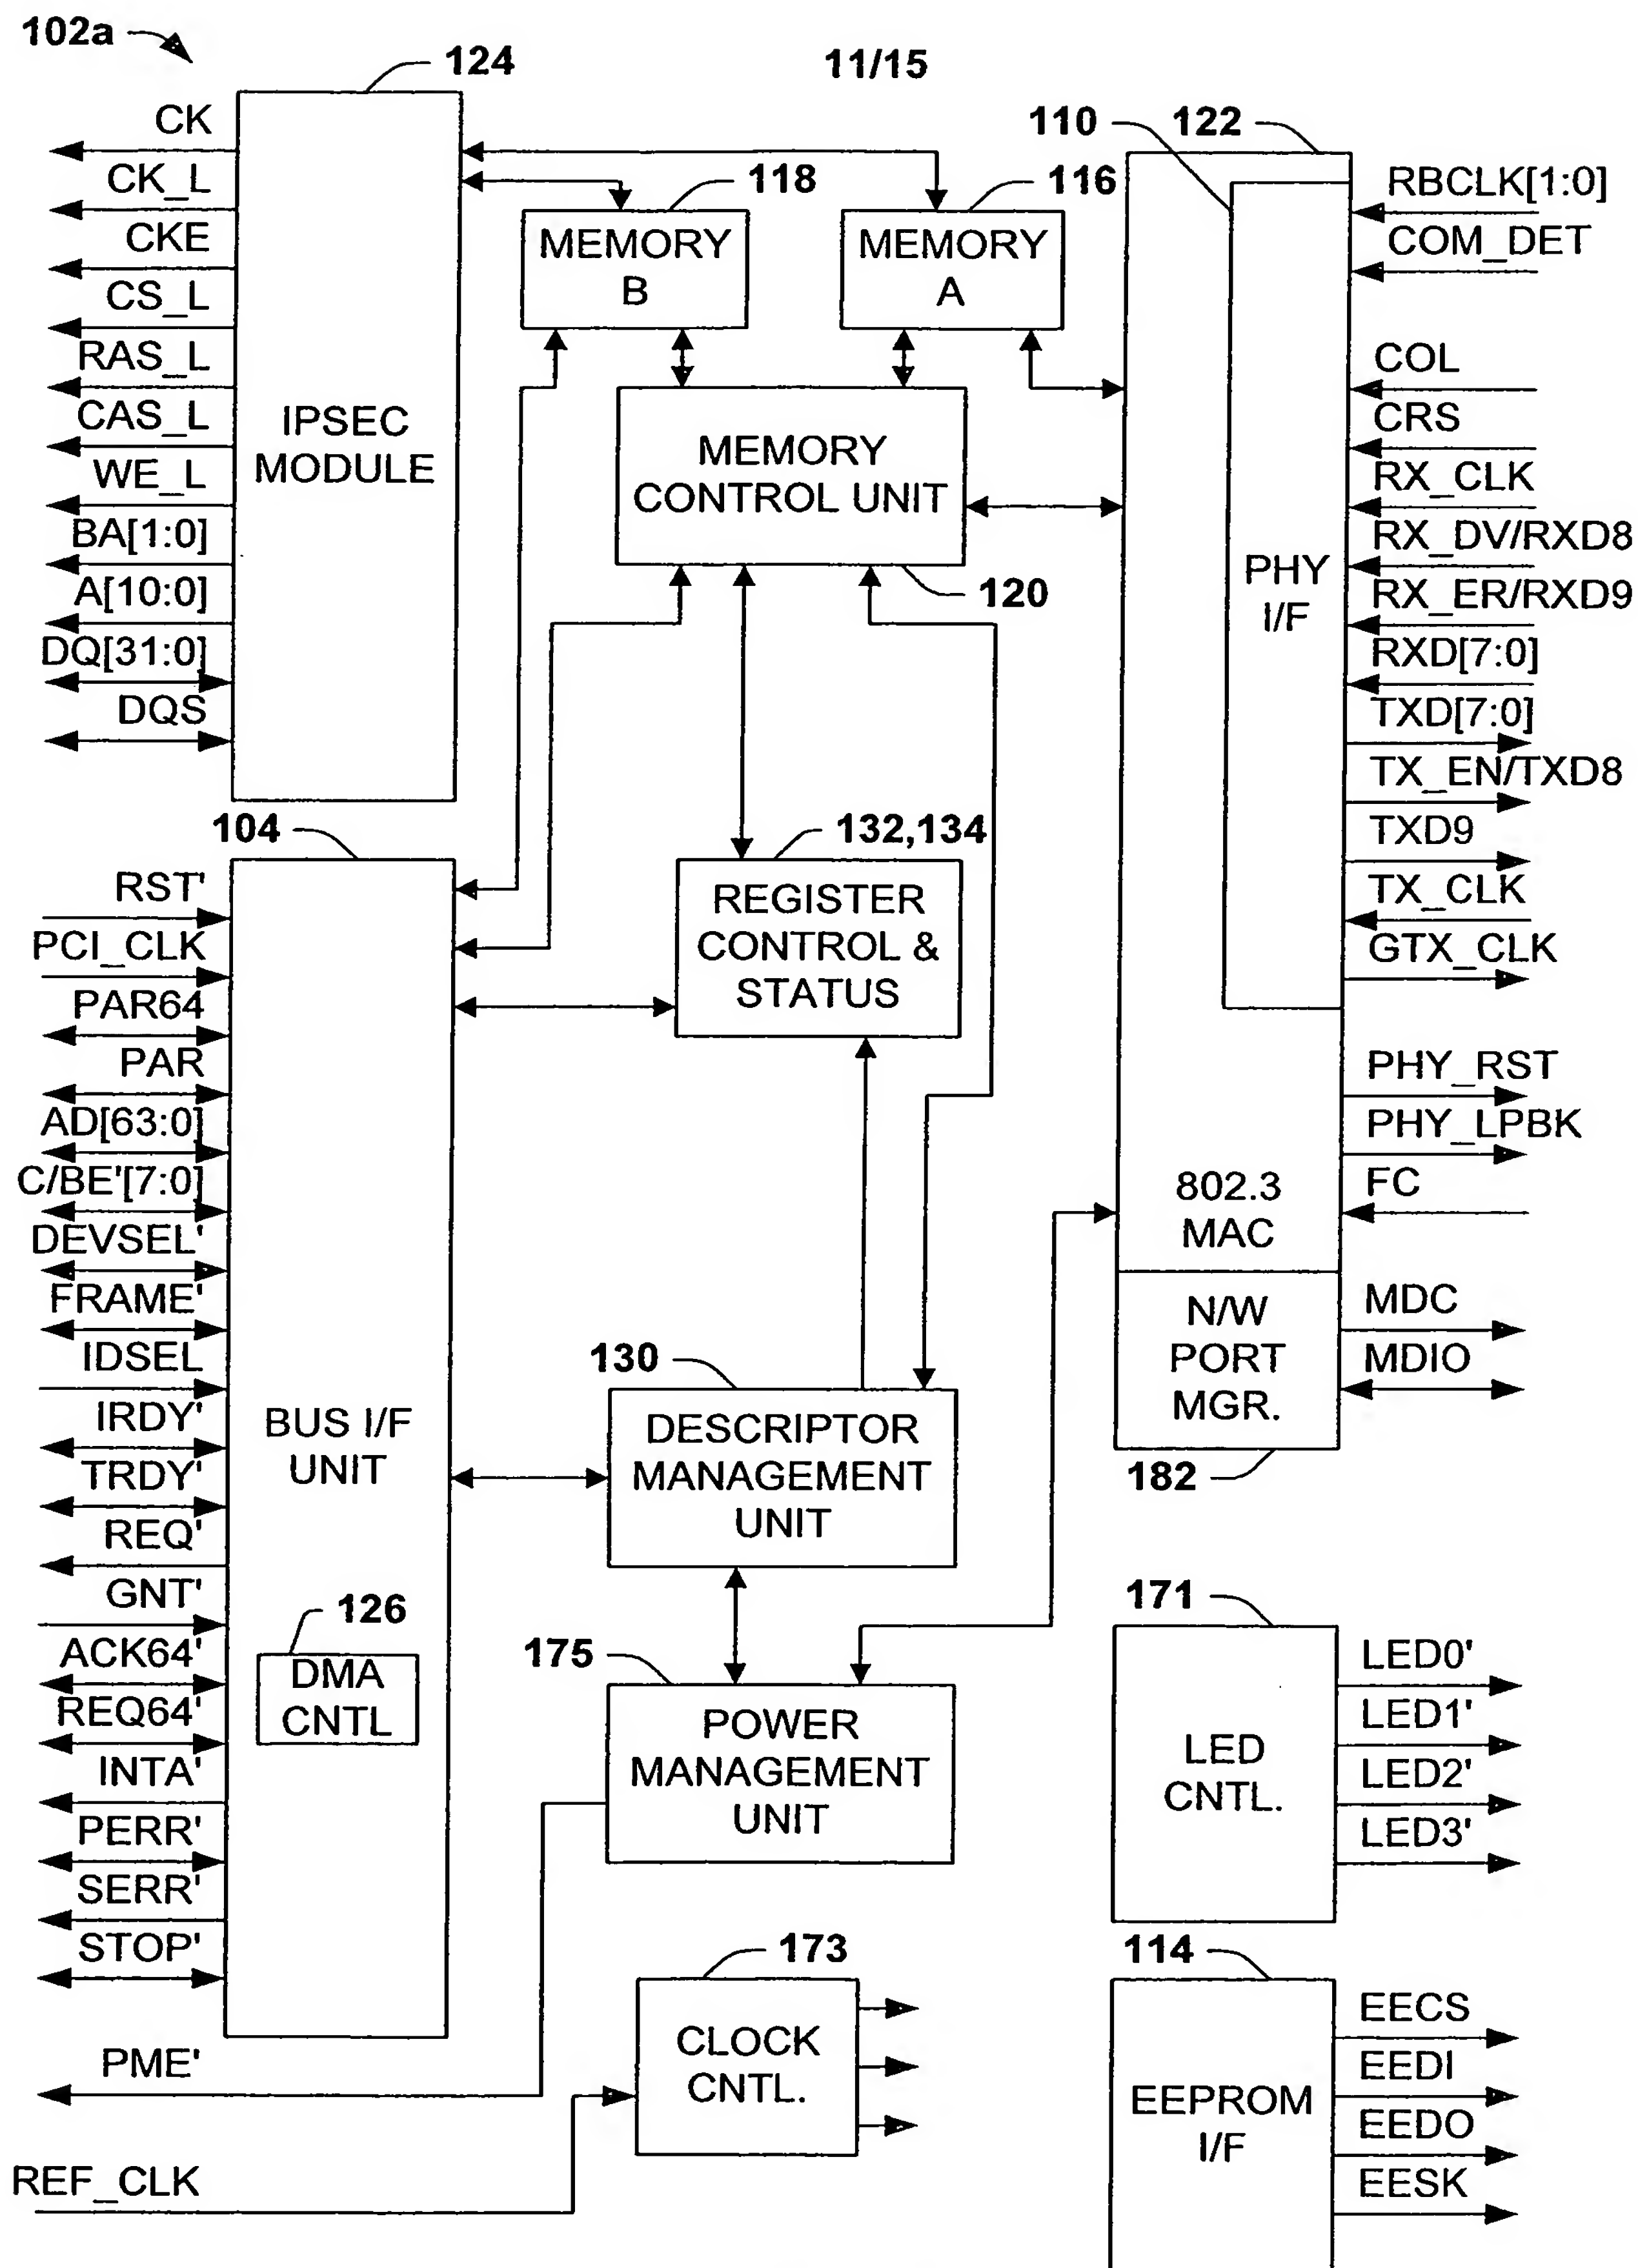 102a
11/15
124
CK
CK_L
CKE
CS_L
RAS_L
CAS_L
WE_L
BA[1:0]
A[10:0]
DQ[31:0]
DQS
IPSEC
MODULE
118
MEMORY
B
116
MEMORY
A
MEMORY
CONTROL UNIT
120
110
122
PHY
I/F
RBCLK[1:0]
COM_DET
COL
CRS
RX_CLK
RX_DV/RXD8
RX_ER/RXD9
RXD[7:0]
TXD[7:0]
TX_EN/TXD8
TXD9
TX_CLK
GTX_CLK
PHY_RST
PHY_LPBK
FC
802.3
MAC
N/W
PORT
MGR.
182
MDC
MDIO
104
RST'
PCI_CLK
PAR64
PAR
AD[63:0]
C/BE'[7:0]
DEVSEL'
FRAME'
IDSEL
IRDY'
TRDY'
REQ'
GNT'
ACK64'
REQ64'
INTA'
PERR'
SERR'
STOP'
BUS I/F
UNIT
126
DMA
CNTL
132,134
REGISTER
CONTROL &
STATUS
130
DESCRIPTOR
MANAGEMENT
UNIT
175
POWER
MANAGEMENT
UNIT
171
LED
CNTL.
LED0'
LED1'
LED2'
LED3'
PME'
REF_CLK
173
CLOCK
CNTL.
114
EEPROM
I/F
EECS
EEDI
EEDO
EESK